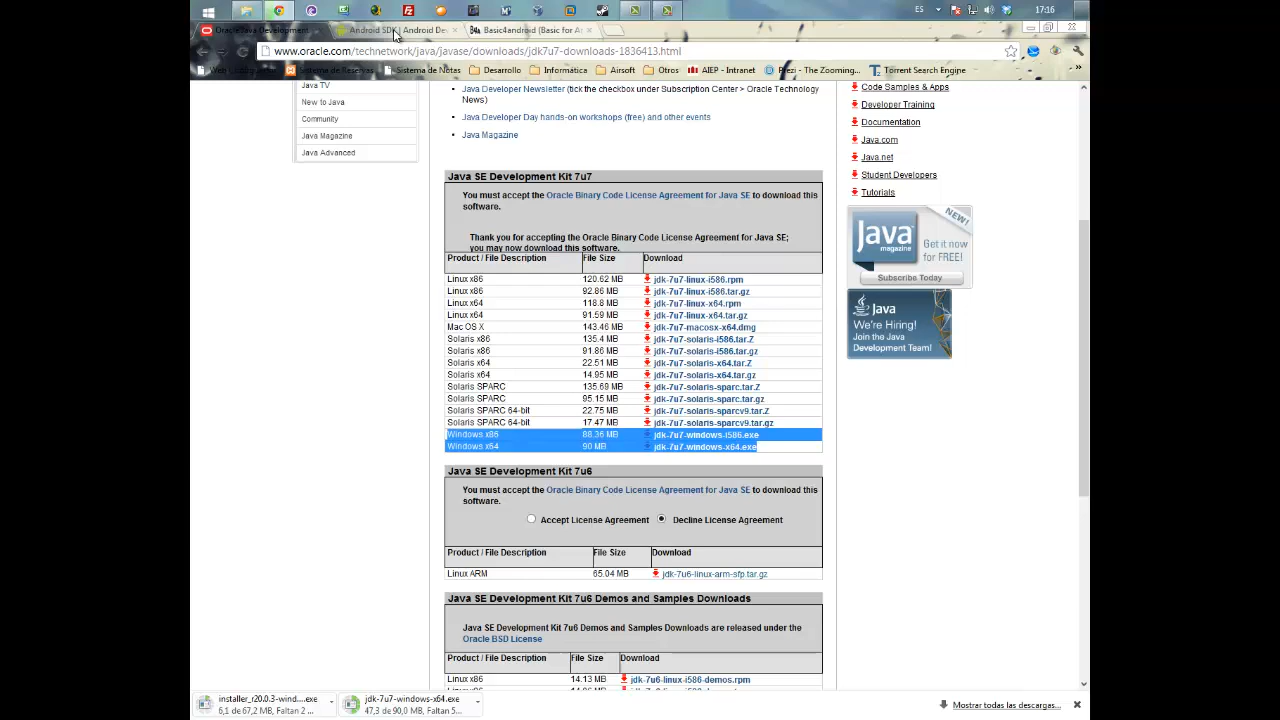 ES 17:16
Oracle Java Development
Android SDK | Android De
Basic4android (Basic for A
www.oracle.com/technetwork/java/javase/downloads/jdk7-downloads-1836413.html
Sistema de Reservas
Sistema de Notas
Desarrollo
Informática
Airsoft
Otros
AIEP - Intranet
Prezi - The Zooming...
Torrent Search Engine
»
Java TV
New to Java
Community
Java Magazine
Java Advanced
Java Developer Newsletter (tick the checkbox under Subscription Center > Oracle Technology
News)
Java Developer Day hands-on workshops (free) and other events
Java Magazine
Java SE Development Kit 7u7
You must accept the Oracle Binary Code License Agreement for Java SE to download this
software.
Thank you for accepting the Oracle Binary Code License Agreement for Java SE;
you may now download this software.
Product / File Description File Size Download
Linux x86 120.62 MB jdk-7u7-linux-i586.rpm
Linux x86 92.86 MB jdk-7u7-linux-i586.tar.gz
Linux x64 118.8 MB jdk-7u7-linux-x64.rpm
Linux x64 91.59 MB jdk-7u7-linux-x64.tar.gz
Mac OS X 143.46 MB jdk-7u7-macosx-x64.dmg
Solaris x86 135.4 MB jdk-7u7-solaris-i586.tar.Z
Solaris x86 91.86 MB jdk-7u7-solaris-i586.tar.gz
Solaris x64 22.51 MB jdk-7u7-solaris-x64.tar.Z
Solaris x64 14.95 MB jdk-7u7-solaris-x64.tar.gz
Solaris SPARC 135.69 MB jdk-7u7-solaris-sparc.tar.Z
Solaris SPARC 95.15 MB jdk-7u7-solaris-sparc.tar.gz
Solaris SPARC 64-bit 22.75 MB jdk-7u7-solaris-sparcv9.tar.Z
Solaris SPARC 64-bit 17.47 MB jdk-7u7-solaris-sparcv9.tar.gz
Windows x86 88.36 MB jdk-7u7-windows-i586.exe
Windows x64 90 MB jdk-7u7-windows-x64.exe
Java SE Development Kit 7u6
You must accept the Oracle Binary Code License Agreement for Java SE to download this
software.
Accept License Agreement Decline License Agreement
Product / File Description File Size Download
Linux ARM 65.04 MB jdk-7u6-linux-arm-sfp.tar.gz
Java SE Development Kit 7u6 Demos and Samples Downloads
Java SE Development Kit 7u6 Demos and Samples Downloads are released under the
Oracle BSD License
Product / File Description File Size Download
Linux x86 14.13 MB jdk-7u6-linux-i586-demos.rpm
Code Samples & Apps
Developer Training
Documentation
Java.com
Java.net
Student Developers
Tutorials
NEW!
Java
magazine
Get it now
for FREE!
Subscribe Today
Java
We're Hiring!
Join the Java
Development Team!
installer_r20.0.3-wind....exe
6,1 de 67,2 MB, Faltan 2 ...
jdk-7u7-windows-x64.exe
47,3 de 90,0 MB, Faltan 5...
Mostrar todas las descargas...